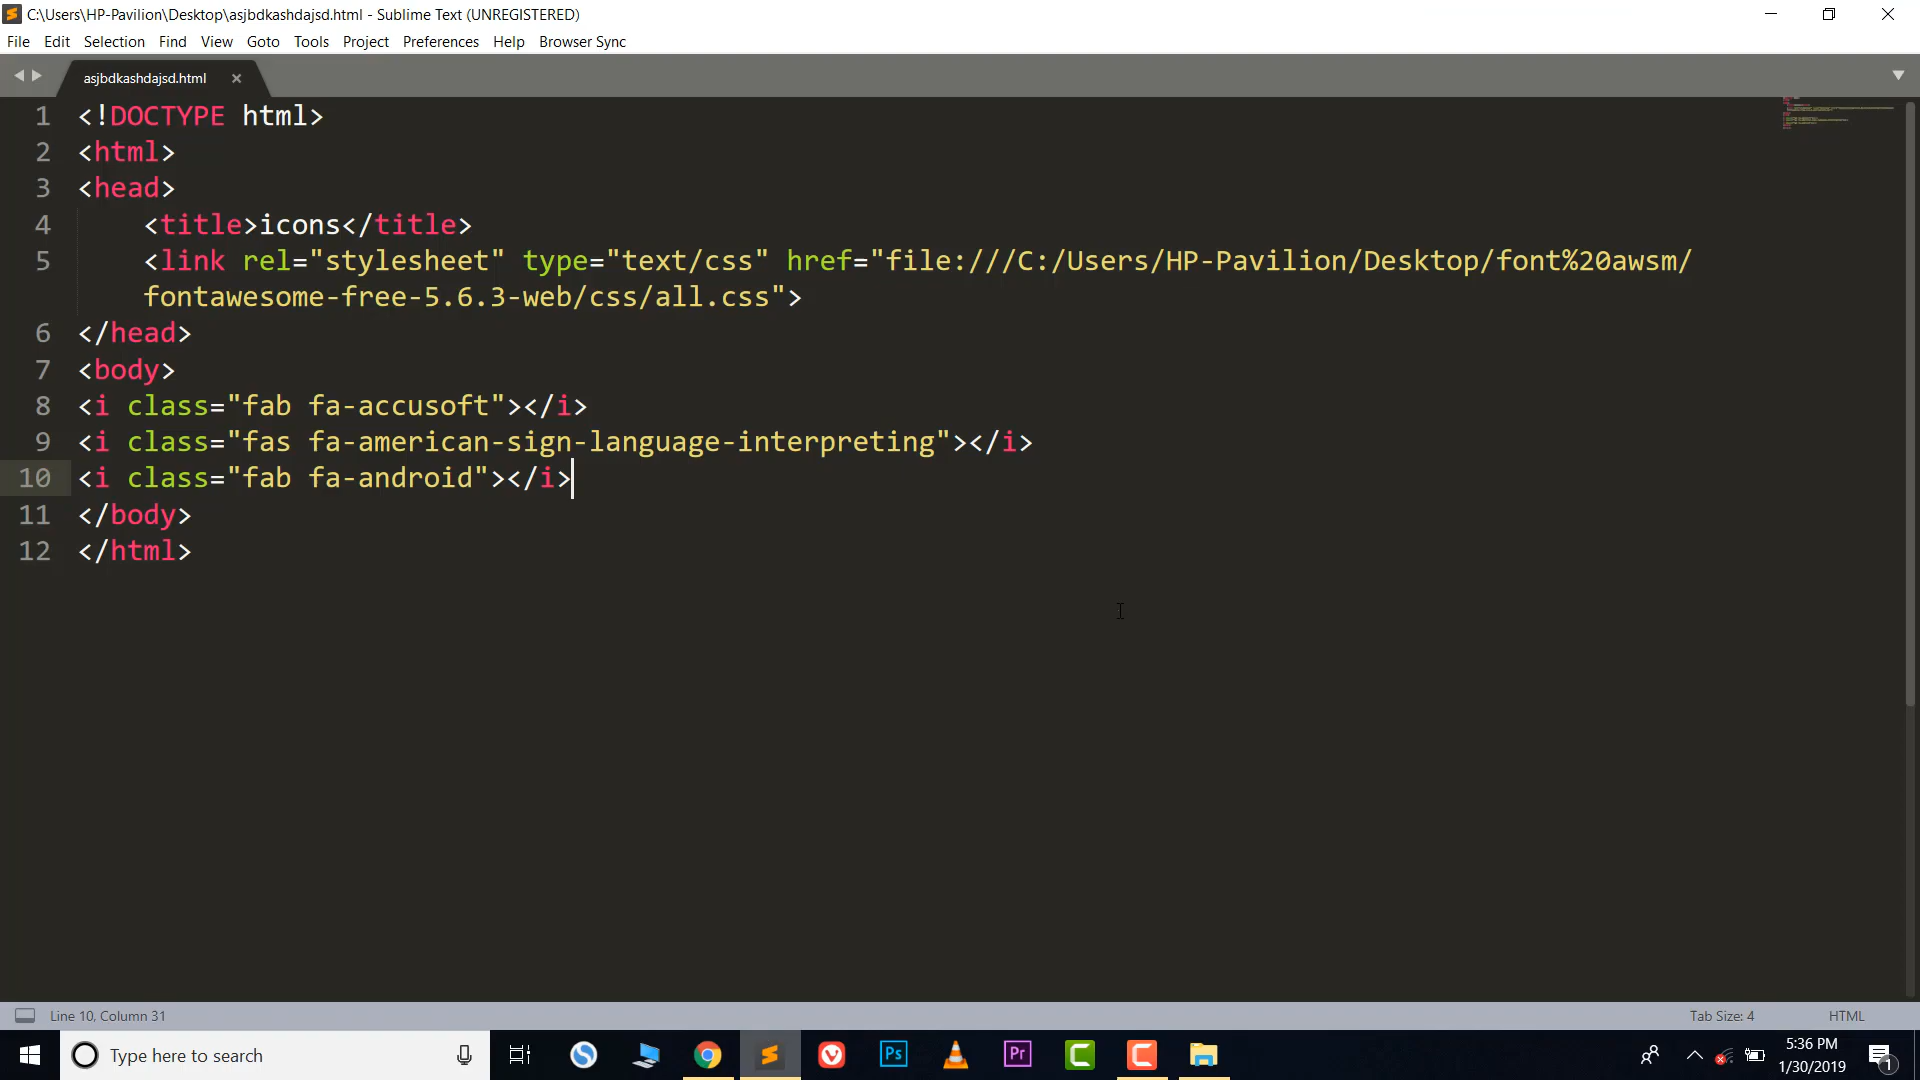 C:\Users\HP-Pavilion\Desktop\asjbdkashdajsd.html - Sublime Text (UNREGISTERED)
File Edit Selection Find View Goto Tools Project Preferences Help Browser Sync
asjbdkashdajsd.html
1 <!DOCTYPE html>
2 <html>
3 <head>
4 <title>icons</title>
5 <link rel="stylesheet" type="text/css" href="file:///C:/Users/HP-Pavilion/Desktop/font%20awsm/
fontawesome-free-5.6.3-web/css/all.css">
6 </head>
7 <body>
8 <i class="fab fa-accusoft"></i>
9 <i class="fas fa-american-sign-language-interpreting"></i>
10 <i class="fab fa-android"></i>
11 </body>
12 </html>
Line 10, Column 31
Tab Size: 4
HTML
Type here to search
Ps
Pr
5:36 PM
1/30/2019
1